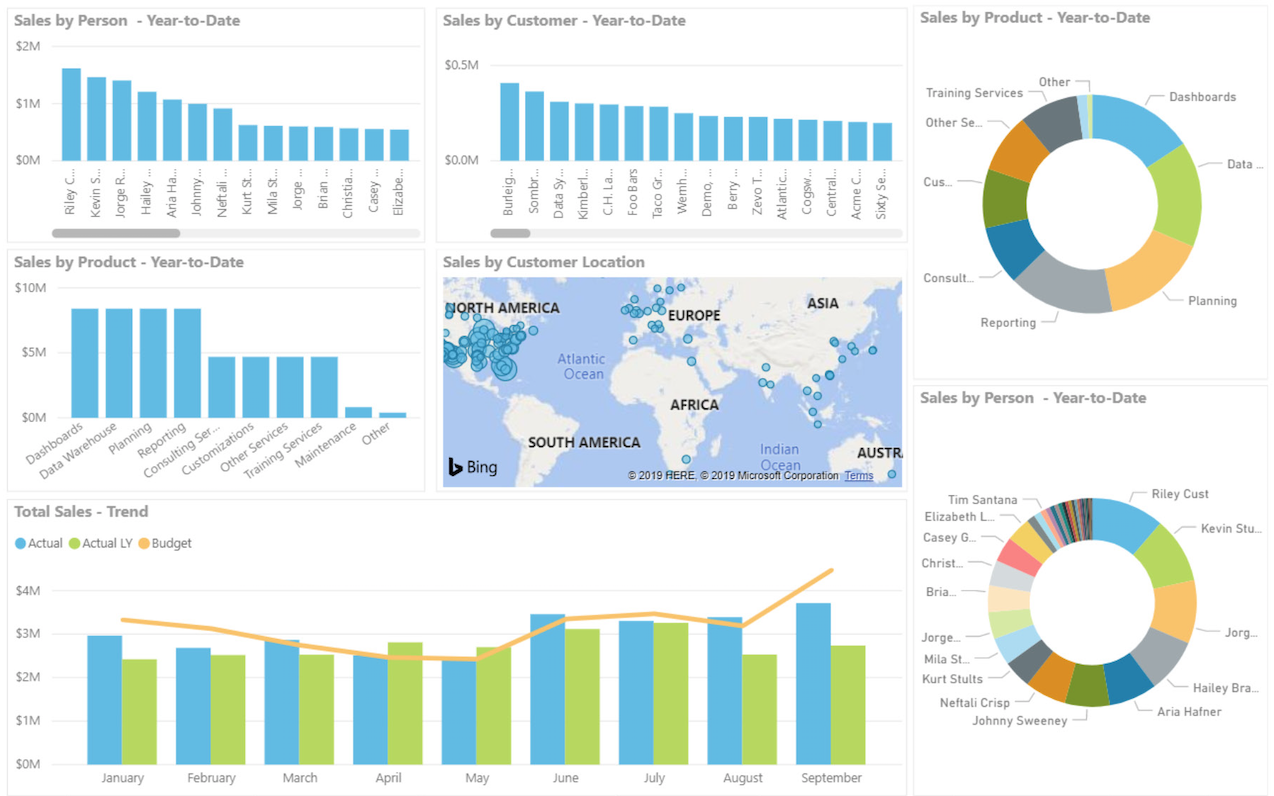 Sales by Person - Year-to-Date
$2M
$1M
$0M
Riley C...
Kevin S...
Jorge R...
Hailey ...
Aria Ha...
Johnny...
Neftali ...
Kurt St...
Mila St...
Jorge ...
Brian ...
Christia...
Casey ...
Elizabe...
Sales by Customer - Year-to-Date
$0.5M
$0.0M
Burleig...
Sombr...
Data Sy...
Kimberl...
C.H. La...
Foo Bars
Taco Gr...
Wernh...
Demo, ...
Berry ...
Zevo T...
Atlantic...
Cogsw...
Central...
Acme C...
Sixty Se...
Sales by Product - Year-to-Date
Other
Training Services
Dashboards
Other Se...
Data ...
Cus...
Consult...
Planning
Reporting
Sales by Product - Year-to-Date
$10M
$5M
$0M
Dashboards
Data Warehouse
Planning
Reporting
Consulting Ser...
Customizations
Other Services
Training Services
Maintenance
Other
Sales by Customer Location
NORTH AMERICA
EUROPE
ASIA
Atlantic
Ocean
AFRICA
SOUTH AMERICA
Indian
Ocean
AUSTR
Bing
© 2019 HERE, © 2019 Microsoft Corporation Terms
Sales by Person - Year-to-Date
Tim Santana
Riley Cust
Elizabeth L...
Kevin Stu...
Casey G...
Christ...
Bria...
Jorge...
Jorg...
Mila St...
Kurt Stults
Hailey Bra...
Neftali Crisp
Aria Hafner
Johnny Sweeney
Total Sales - Trend
Actual Actual LY Budget
$4M
$3M
$2M
$1M
$0M
January February March April May June July August September